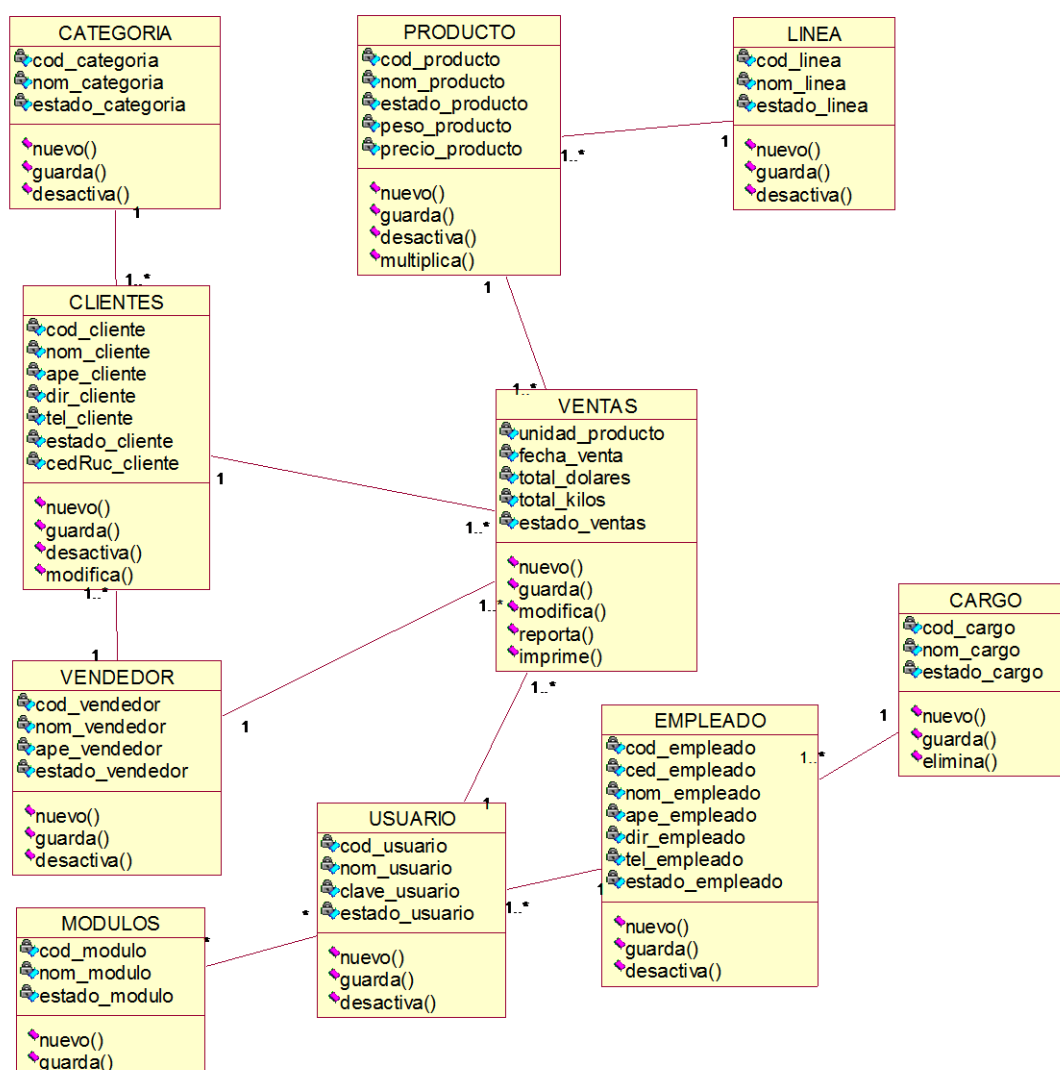 CATEGORIA
cod_categoria
nom_categoria
estado_categoria
nuevo()
guarda()
desactiva()
1
1..*
PRODUCTO
cod_producto
nom_producto
estado_producto
peso_producto
precio_producto
nuevo()
guarda()
desactiva()
multiplica()
1..*
1
1
1..*
LINEA
cod_linea
nom_linea
estado_linea
nuevo()
guarda()
desactiva()
CLIENTES
cod_cliente
nom_cliente
ape_cliente
dir_cliente
tel_cliente
estado_cliente
cedRuc_cliente
nuevo()
guarda()
desactiva()
modifica()
1
1..*
1..*
1
VENTAS
unidad_producto
fecha_venta
total_dolares
total_kilos
estado_ventas
nuevo()
guarda()
modifica()
reporta()
imprime()
1..*
1
1..*
1
VENDEDOR
cod_vendedor
nom_vendedor
ape_vendedor
estado_vendedor
nuevo()
guarda()
desactiva()
CARGO
cod_cargo
nom_cargo
estado_cargo
nuevo()
guarda()
elimina()
1
1..*
EMPLEADO
cod_empleado
ced_empleado
nom_empleado
ape_empleado
dir_empleado
tel_empleado
estado_empleado
nuevo()
guarda()
desactiva()
1
1..*
USUARIO
cod_usuario
nom_usuario
clave_usuario
estado_usuario
nuevo()
guarda()
desactiva()
*
*
MODULOS
cod_modulo
nom_modulo
estado_modulo
nuevo()
guarda()